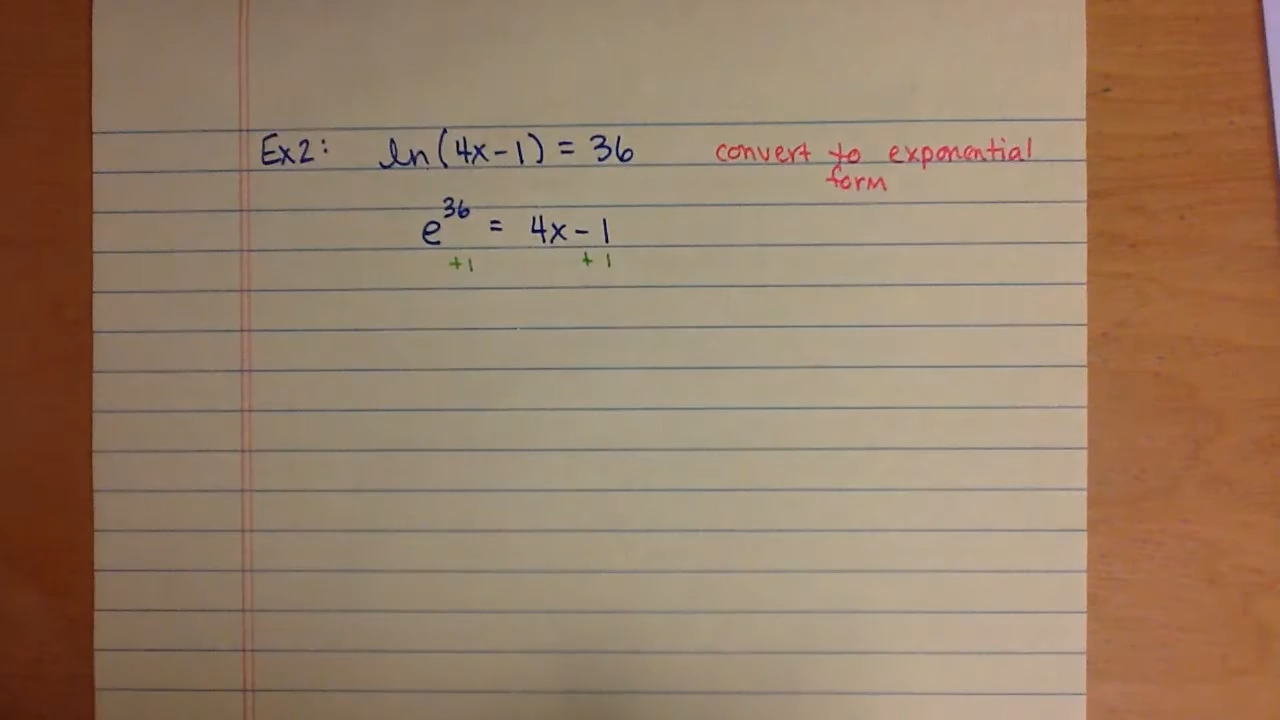 Ex2: ln(4x-1) = 36 convert to exponential
form
e^36 = 4x - 1
+1 +1